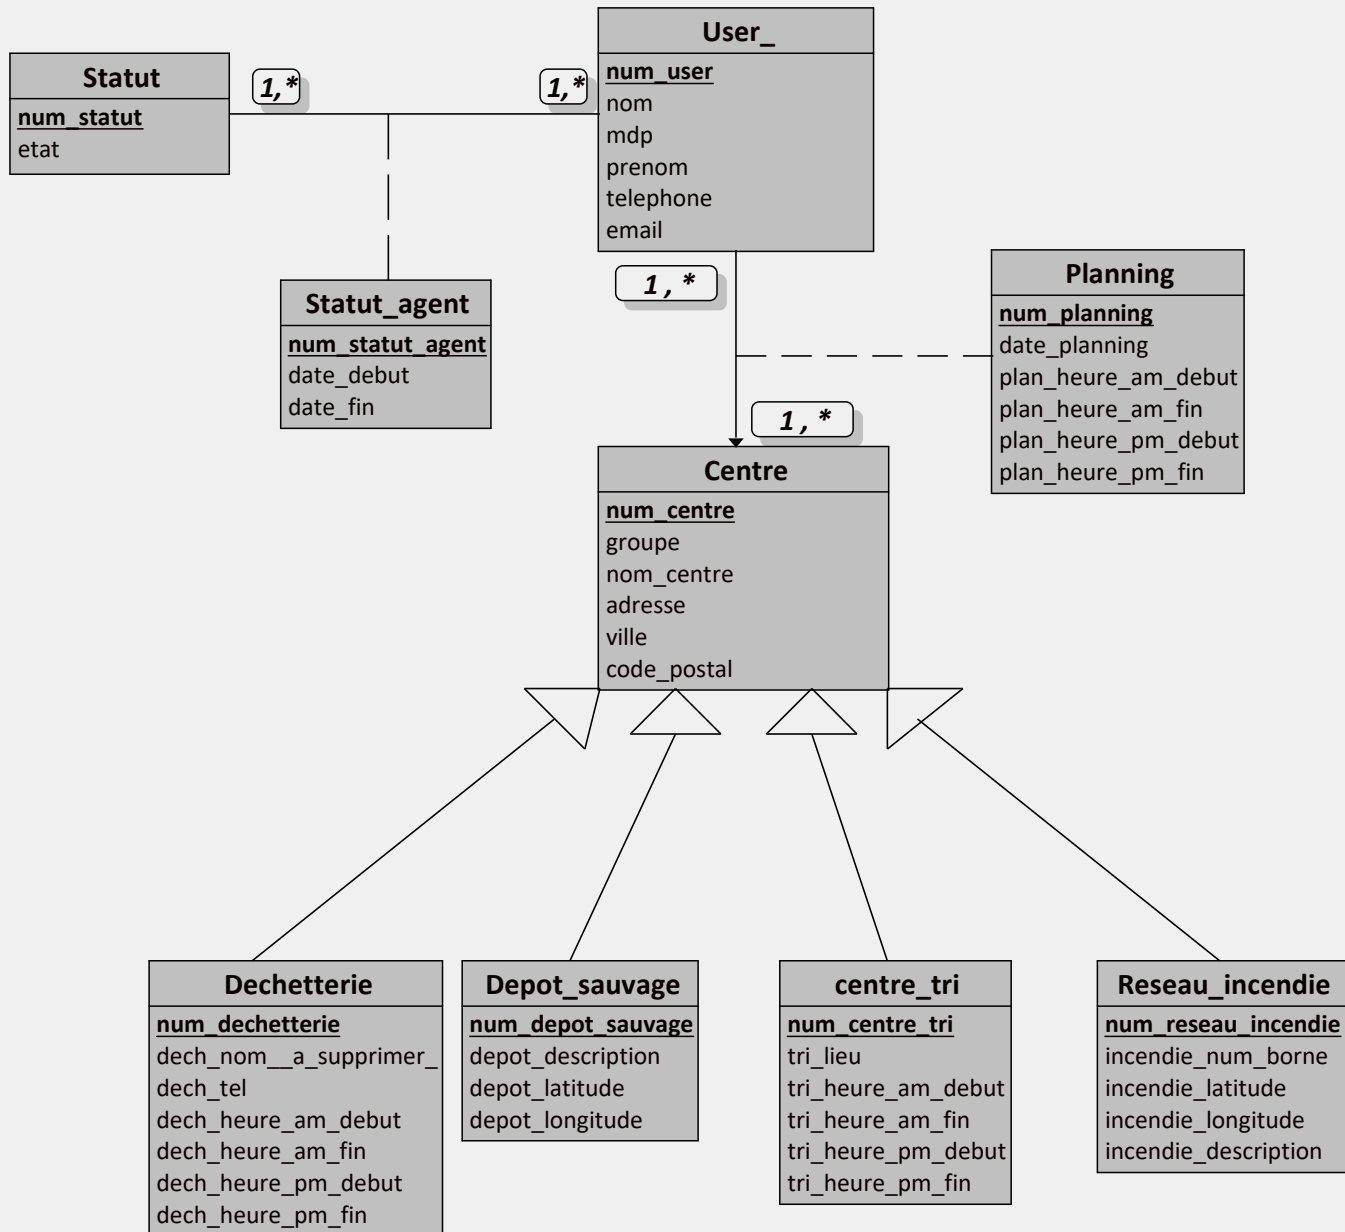 User_
num_user
nom
mdp
prenom
telephone
email
Statut
num_statut
etat
1,*
1,*
Statut_agent
num_statut_agent
date_debut
date_fin
1 , *
Planning
num_planning
date_planning
plan_heure_am_debut
plan_heure_am_fin
plan_heure_pm_debut
plan_heure_pm_fin
1 , *
Centre
num_centre
groupe
nom_centre
adresse
ville
code_postal
Dechetterie
num_dechetterie
dech_nom__a_supprimer_
dech_tel
dech_heure_am_debut
dech_heure_am_fin
dech_heure_pm_debut
dech_heure_pm_fin
Depot_sauvage
num_depot_sauvage
depot_description
depot_latitude
depot_longitude
centre_tri
num_centre_tri
tri_lieu
tri_heure_am_debut
tri_heure_am_fin
tri_heure_pm_debut
tri_heure_pm_fin
Reseau_incendie
num_reseau_incendie
incendie_num_borne
incendie_latitude
incendie_longitude
incendie_description